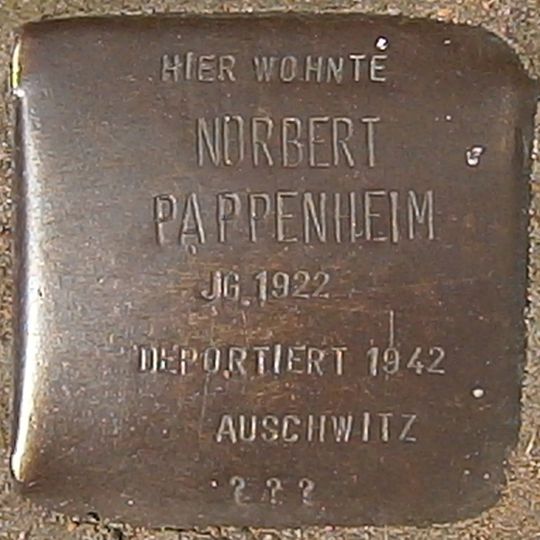 HIER WOHNTE
NORBERT
PAPPENHEIM
JG. 1922
DEPORTIERT 1942
AUSCHWITZ
? ? ?